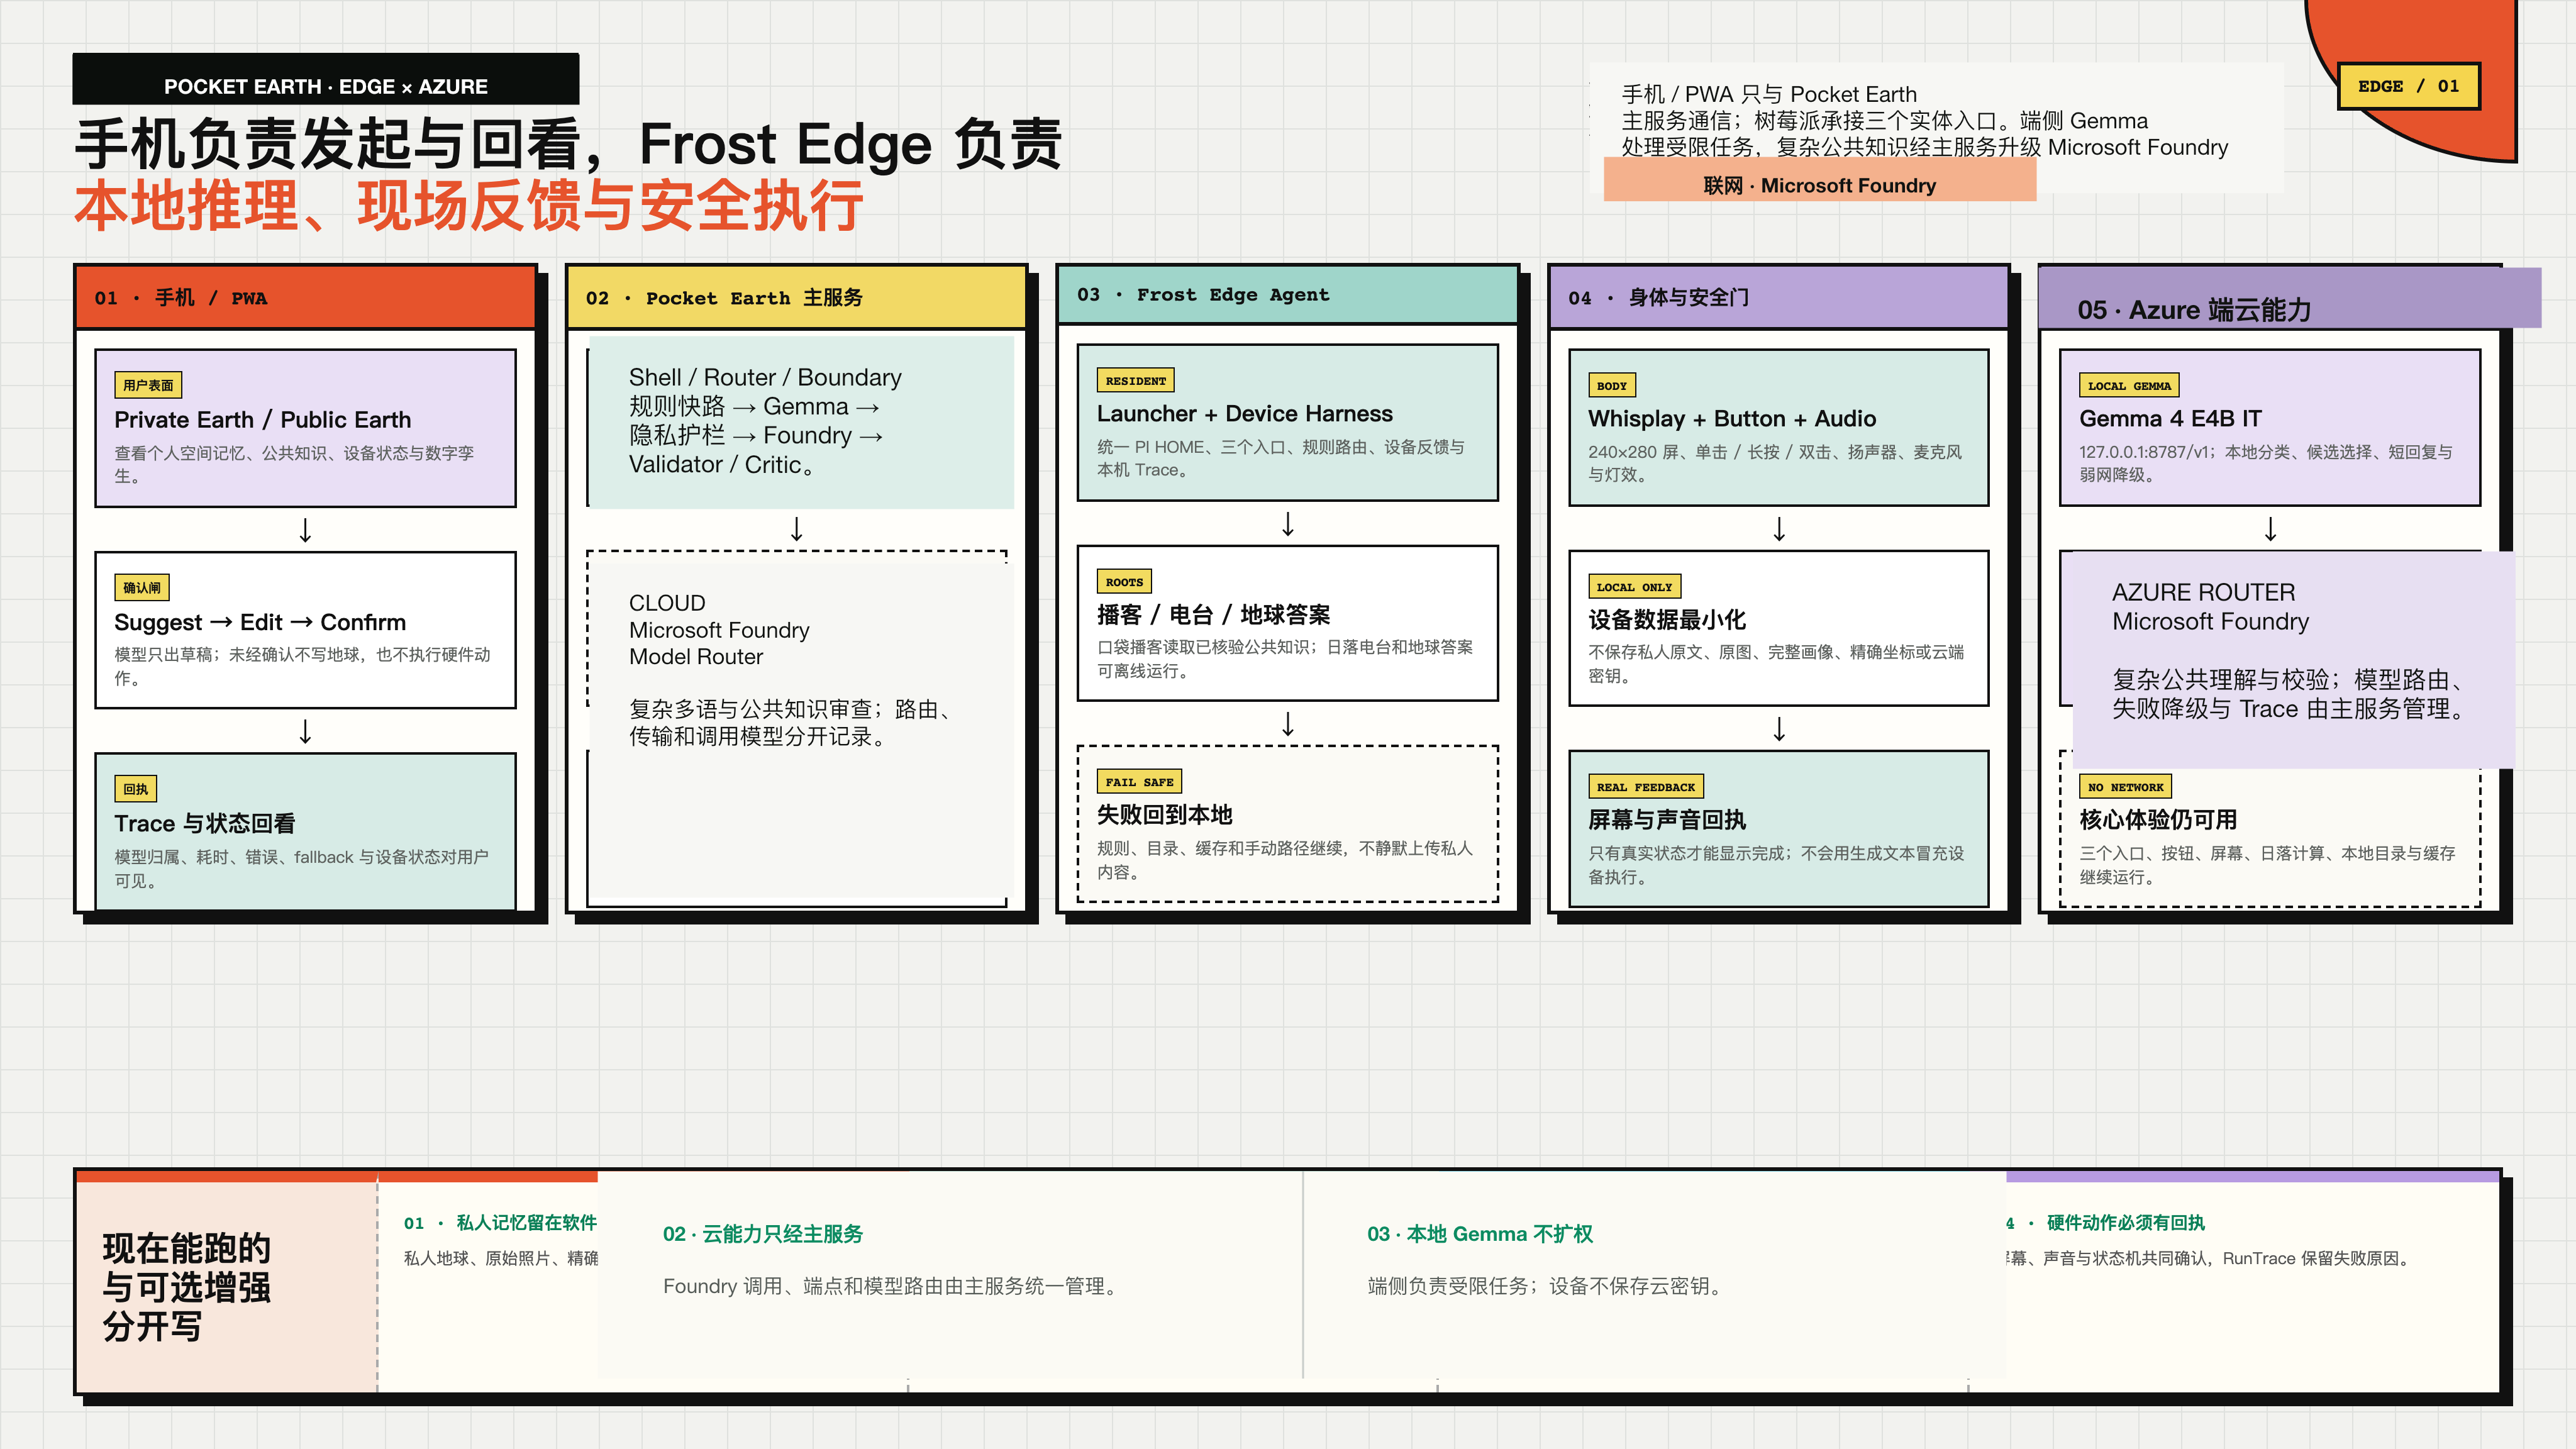 POCKET EARTH · EDGE × AZURE
手机负责发起与回看，Frost Edge 负责
本地推理、现场反馈与安全执行
手机 / PWA 只与 Pocket Earth
主服务通信；树莓派承接三个实体入口。端侧 Gemma
处理受限任务，复杂公共知识经主服务升级 Microsoft Foundry
联网 · Microsoft Foundry
EDGE / 01
01 · 手机 / PWA
用户表面
Private Earth / Public Earth
查看个人空间记忆、公共知识、设备状态与数字孪
生。
↓
确认闸
Suggest → Edit → Confirm
模型只出草稿；未经确认不写地球，也不执行硬件动
作。
↓
回执
Trace 与状态回看
模型归属、耗时、错误、fallback 与设备状态对用户
可见。
02 · Pocket Earth 主服务
Shell / Router / Boundary
规则快路 → Gemma →
隐私护栏 → Foundry →
Validator / Critic。
↓
CLOUD
Microsoft Foundry
Model Router
复杂多语与公共知识审查；路由、
传输和调用模型分开记录。
03 · Frost Edge Agent
RESIDENT
Launcher + Device Harness
统一 PI HOME、三个入口、规则路由、设备反馈与
本机 Trace。
↓
ROOTS
播客 / 电台 / 地球答案
口袋播客读取已核验公共知识；日落电台和地球答案
可离线运行。
↓
FAIL SAFE
失败回到本地
规则、目录、缓存和手动路径继续，不静默上传私人
内容。
04 · 身体与安全门
BODY
Whisplay + Button + Audio
240×280 屏、单击 / 长按 / 双击、扬声器、麦克风
与灯效。
↓
LOCAL ONLY
设备数据最小化
不保存私人原文、原图、完整画像、精确坐标或云端
密钥。
↓
REAL FEEDBACK
屏幕与声音回执
只有真实状态才能显示完成；不会用生成文本冒充设
备执行。
05 · Azure 端云能力
LOCAL GEMMA
Gemma 4 E4B IT
127.0.0.1:8787/v1；本地分类、候选选择、短回复与
弱网降级。
↓
AZURE ROUTER
Microsoft Foundry
复杂公共理解与校验；模型路由、
失败降级与 Trace 由主服务管理。
NO NETWORK
核心体验仍可用
三个入口、按钮、屏幕、日落计算、本地目录与缓存
继续运行。
现在能跑的
与可选增强
分开写
01 · 私人记忆留在软件
私人地球、原始照片、精确
02 · 云能力只经主服务
Foundry 调用、端点和模型路由由主服务统一管理。
03 · 本地 Gemma 不扩权
端侧负责受限任务；设备不保存云密钥。
4 · 硬件动作必须有回执
幕、声音与状态机共同确认，RunTrace 保留失败原因。